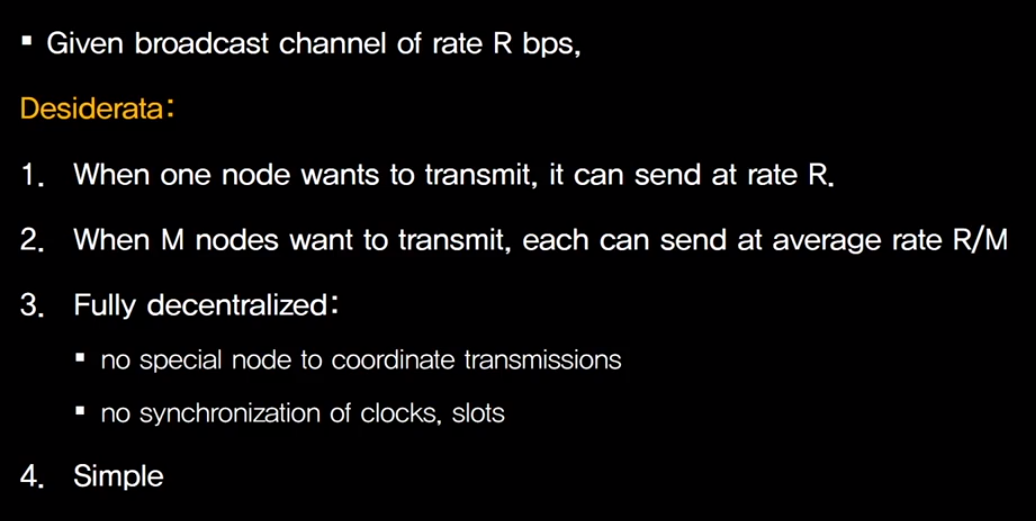 ▪ Given broadcast channel of rate R bps,
Desiderata:
1. When one node wants to transmit, it can send at rate R.
2. When M nodes want to transmit, each can send at average rate R/M
3. Fully decentralized:
▪ no special node to coordinate transmissions
▪ no synchronization of clocks, slots
4. Simple